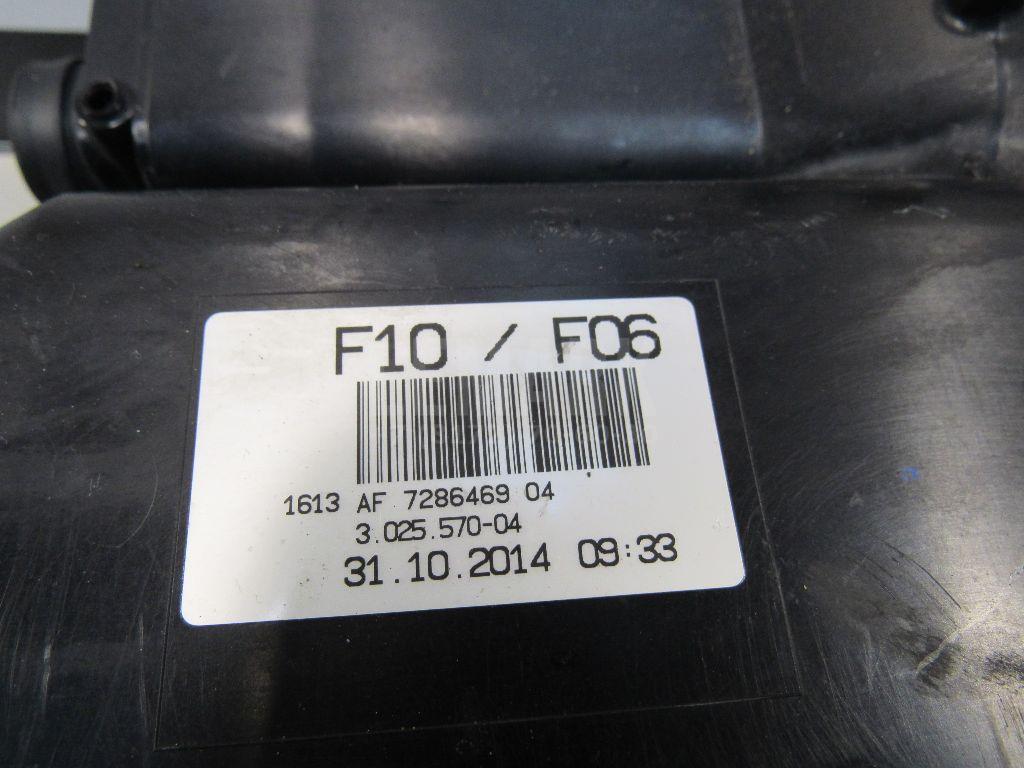 F10 / F06
1613 AF 7286469 04
3.025.570-04
31.10.2014 09:33